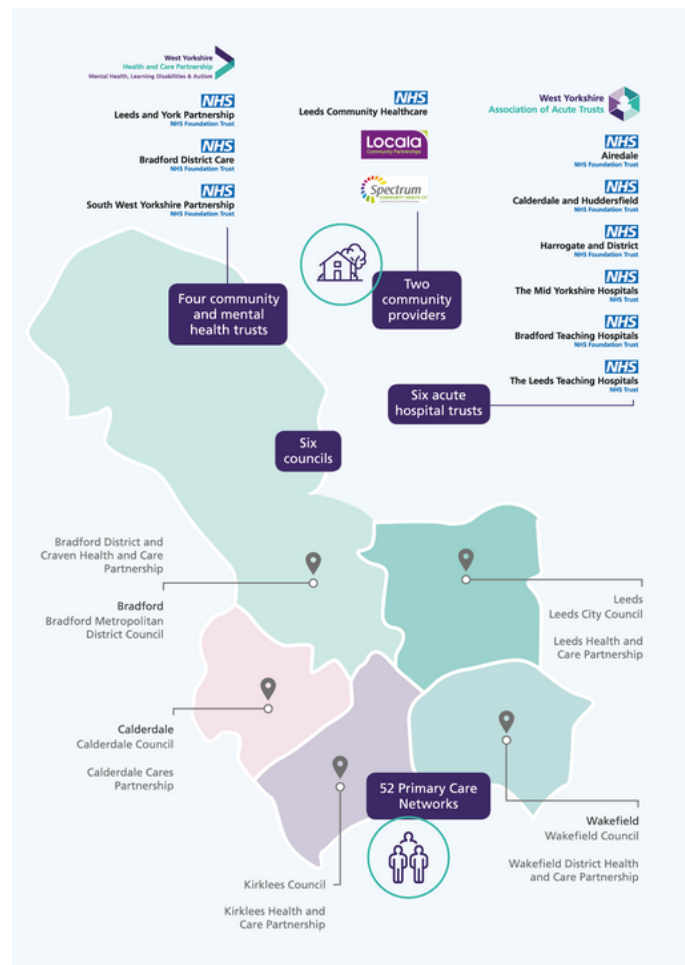 West Yorkshire
Health and Care Partnership
Mental Health, Learning Disabilities & Autism
NHS
Leeds and York Partnership
NHS Foundation Trust
NHS
Bradford District Care
NHS Foundation Trust
NHS
South West Yorkshire Partnership
NHS Foundation Trust
Four community
and mental
health trusts
NHS
Leeds Community Healthcare
Locala
Community Partnerships
Spectrum
COMMUNITY HEALTH CIC
Two
community
providers
West Yorkshire
Association of Acute Trusts
NHS
Airedale
NHS Foundation Trust
NHS
Calderdale and Huddersfield
NHS Foundation Trust
NHS
Harrogate and District
NHS Foundation Trust
NHS
The Mid Yorkshire Hospitals
NHS Trust
NHS
Bradford Teaching Hospitals
NHS Foundation Trust
NHS
The Leeds Teaching Hospitals
NHS Trust
Six acute
hospital trusts
Six
councils
Bradford District and
Craven Health and Care
Partnership
Bradford
Bradford Metropolitan
District Council
Leeds
Leeds City Council
Leeds Health and
Care Partnership
Calderdale
Calderdale Council
Calderdale Cares
Partnership
52 Primary Care
Networks
Wakefield
Wakefield Council
Wakefield District Health
and Care Partnership
Kirklees Council
Kirklees Health and
Care Partnership